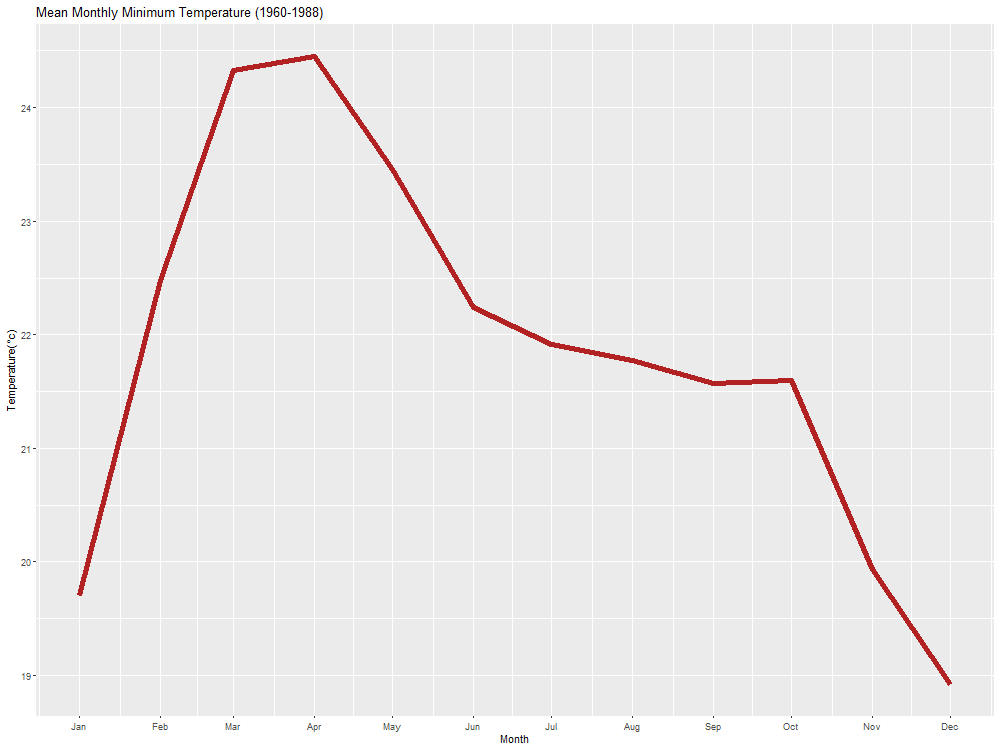 Mean Monthly Minimum Temperature (1960-1988)
Temperature(°c)
24
23
22
21
20
19
Jan Feb Mar Apr May Jun Jul Aug Sep Oct Nov Dec
Month